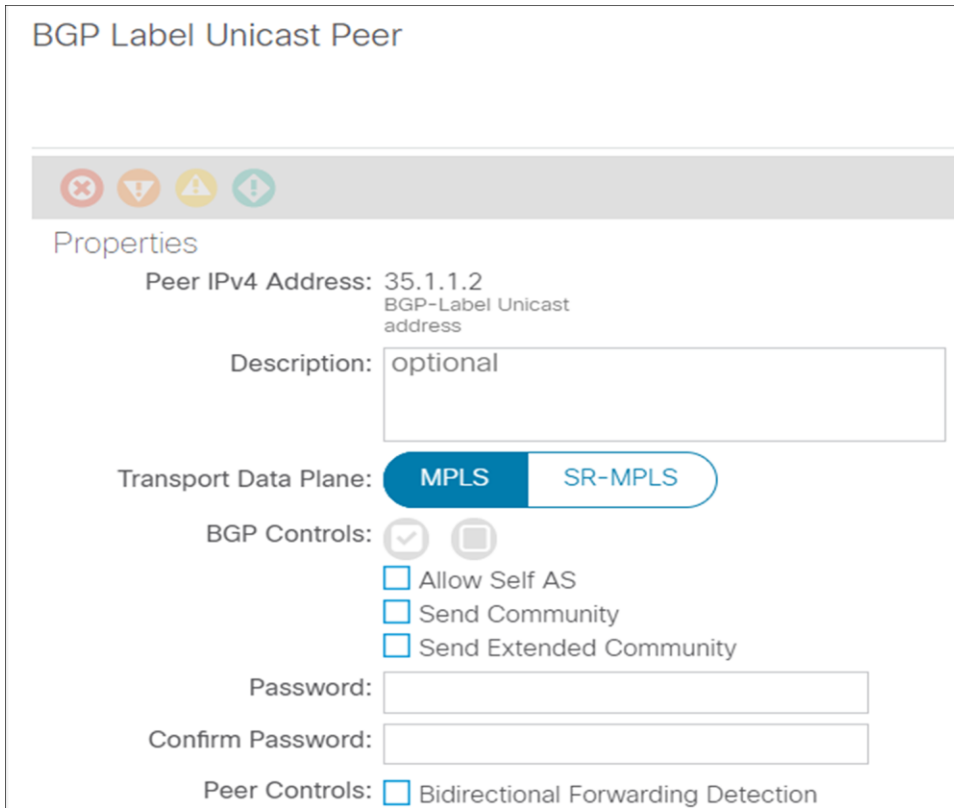 BGP Label Unicast Peer
Properties
Peer IPv4 Address: 35.1.1.2
BGP-Label Unicast
address
Description: optional
Transport Data Plane: MPLS SR-MPLS
BGP Controls:
Allow Self AS
Send Community
Send Extended Community
Password:
Confirm Password:
Peer Controls: Bidirectional Forwarding Detection